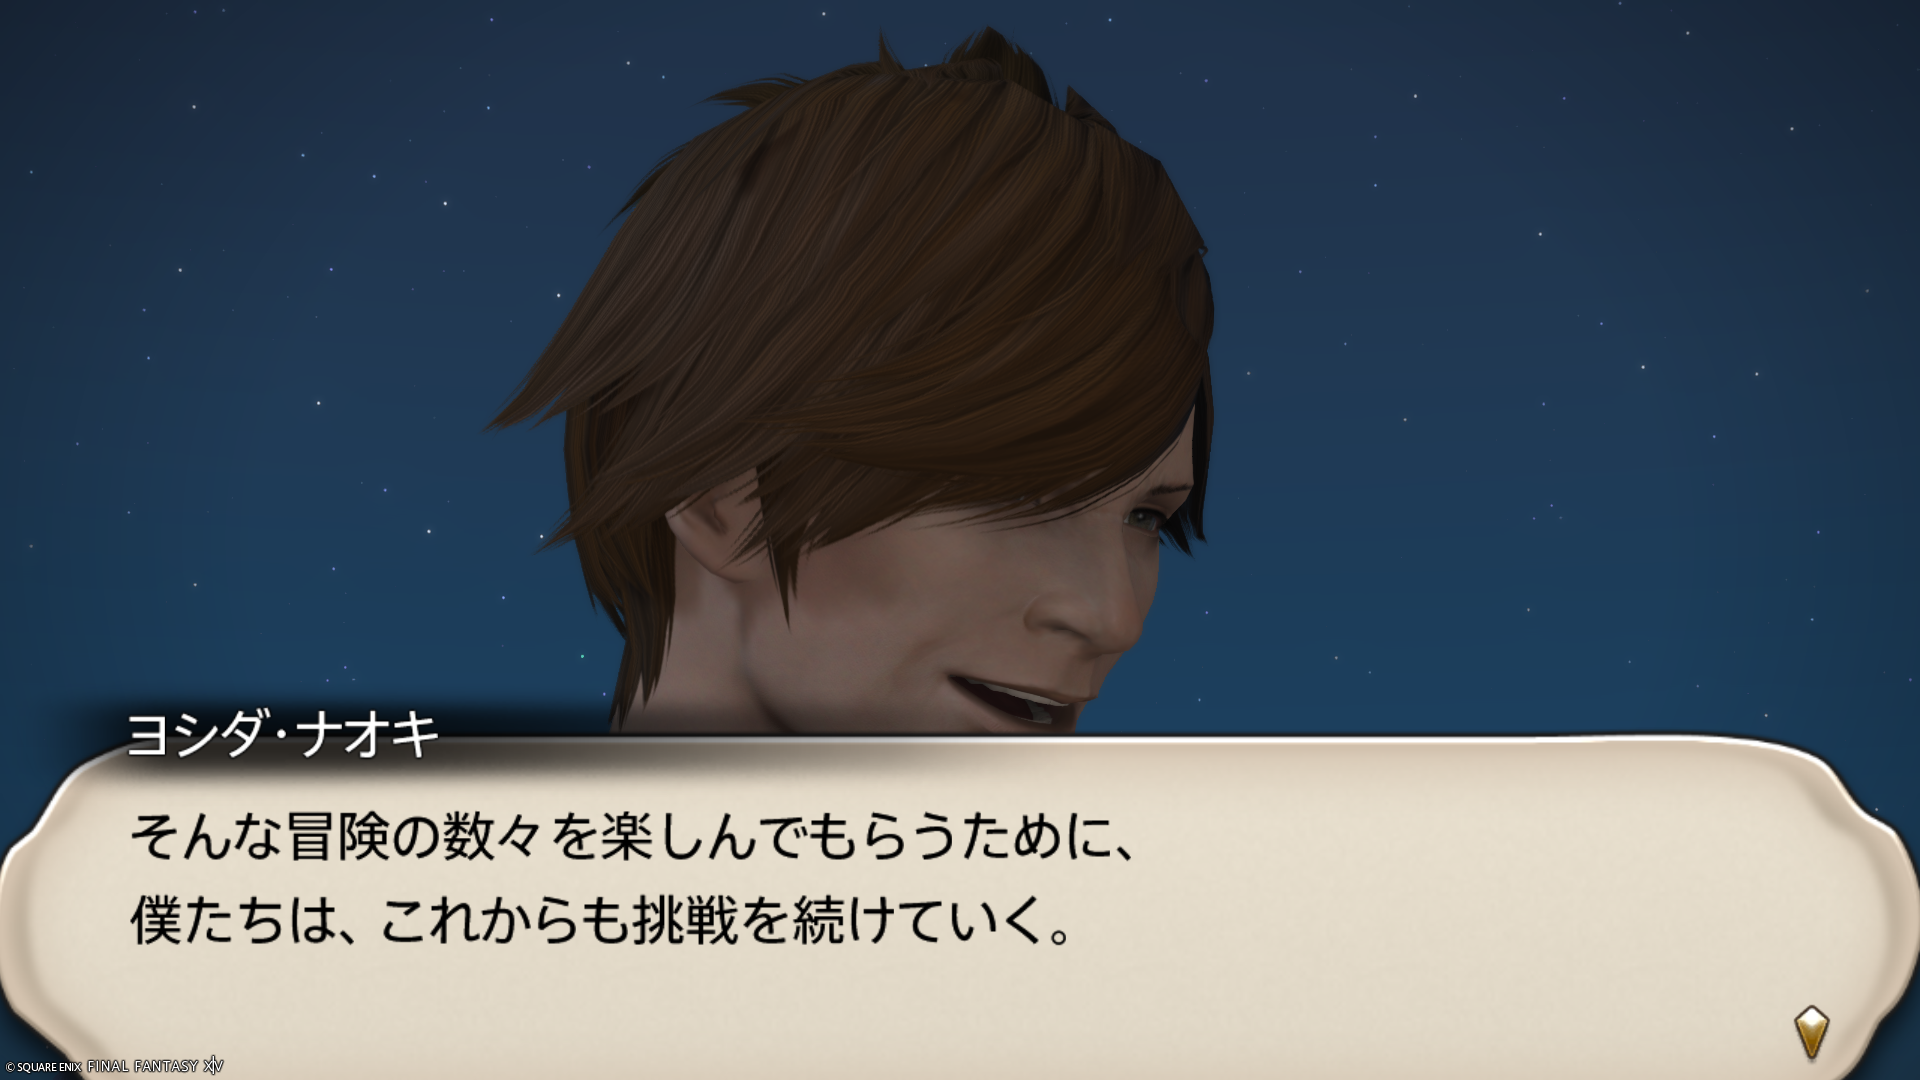 ヨシダ・ナオキ
そんな冒険の数々を楽しんでもらうために、
僕たちは、これからも挑戦を続けていく。
© SQUARE ENIX FINAL FANTASY XIV